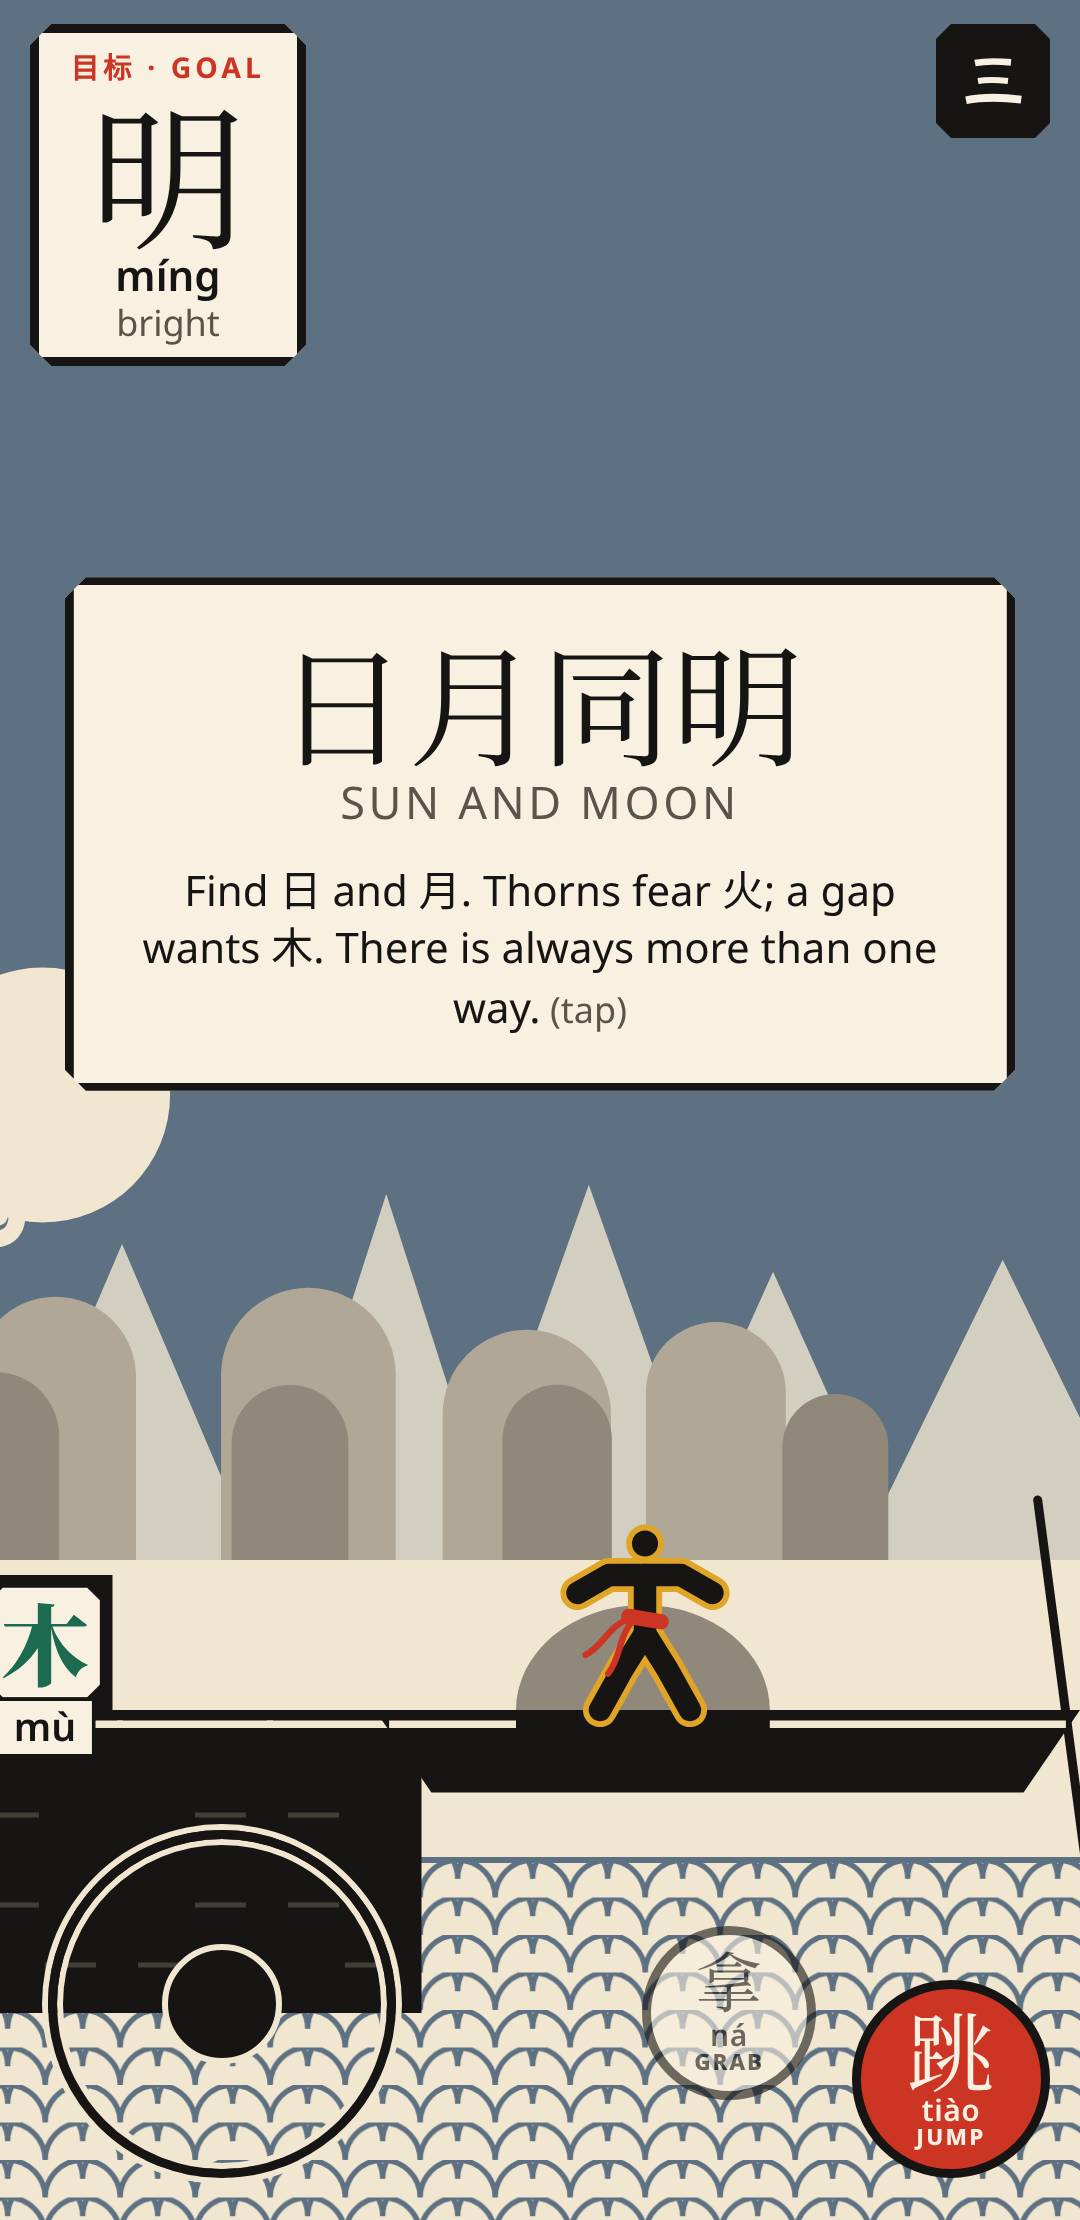 目标 · GOAL
明
míng
bright
三
日月同明
SUN AND MOON
Find 日 and 月. Thorns fear 火; a gap
wants 木. There is always more than one
way. (tap)
木
mù
拿
ná
GRAB
跳
tiào
JUMP